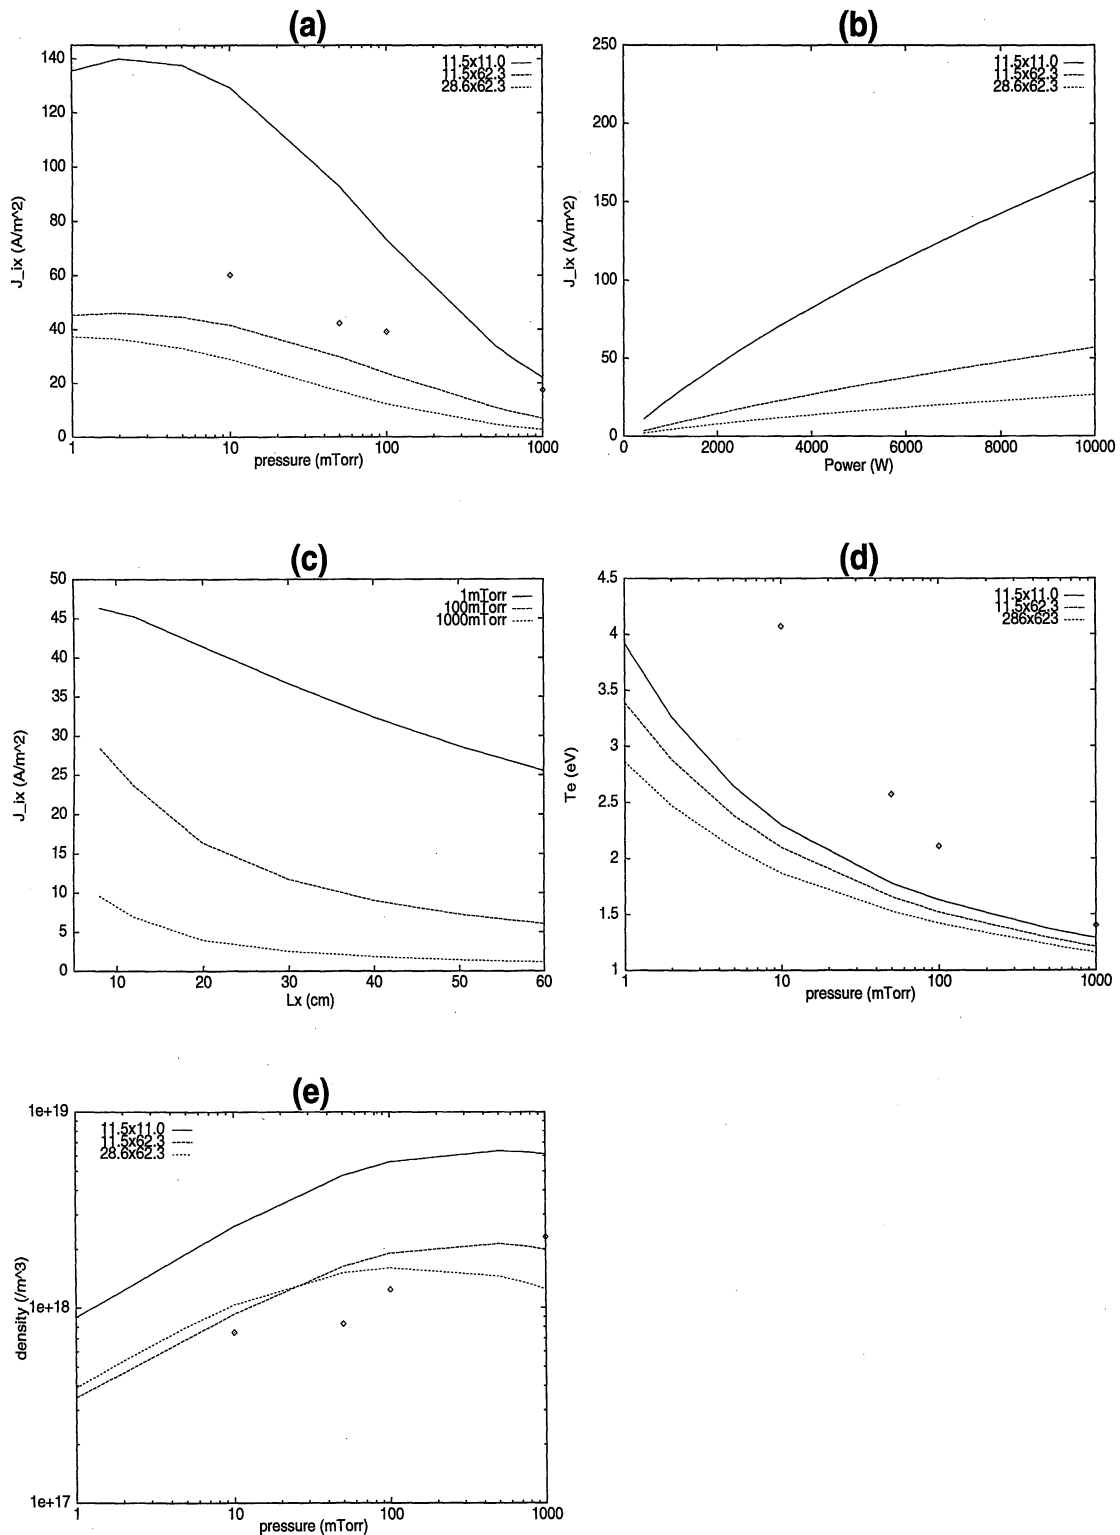 (a)
140
120
100
80
60
40
20
0
J_ix (A/m^2)
11.5x11.0
11.5x62.3
28.6x62.3
1 10 100 1000
pressure (mTorr)
(b)
250
200
150
100
50
0
J_ix (A/m^2)
11.5x11.0
11.5x62.3
28.6x62.3
0 2000 4000 6000 8000 10000
Power (W)
(c)
50
45
40
35
30
25
20
15
10
5
0
J_ix (A/m^2)
1mTorr
100mTorr
1000mTorr
10 20 30 40 50 60
Lx (cm)
(d)
4.5
4
3.5
3
2.5
2
1.5
1
Te (eV)
11.5x11.0
11.5x62.3
286x623
1 10 100 1000
pressure (mTorr)
(e)
1e+19
1e+18
1e+17
density (/m^3)
11.5x11.0
11.5x62.3
28.6x62.3
1 10 100 1000
pressure (mTorr)